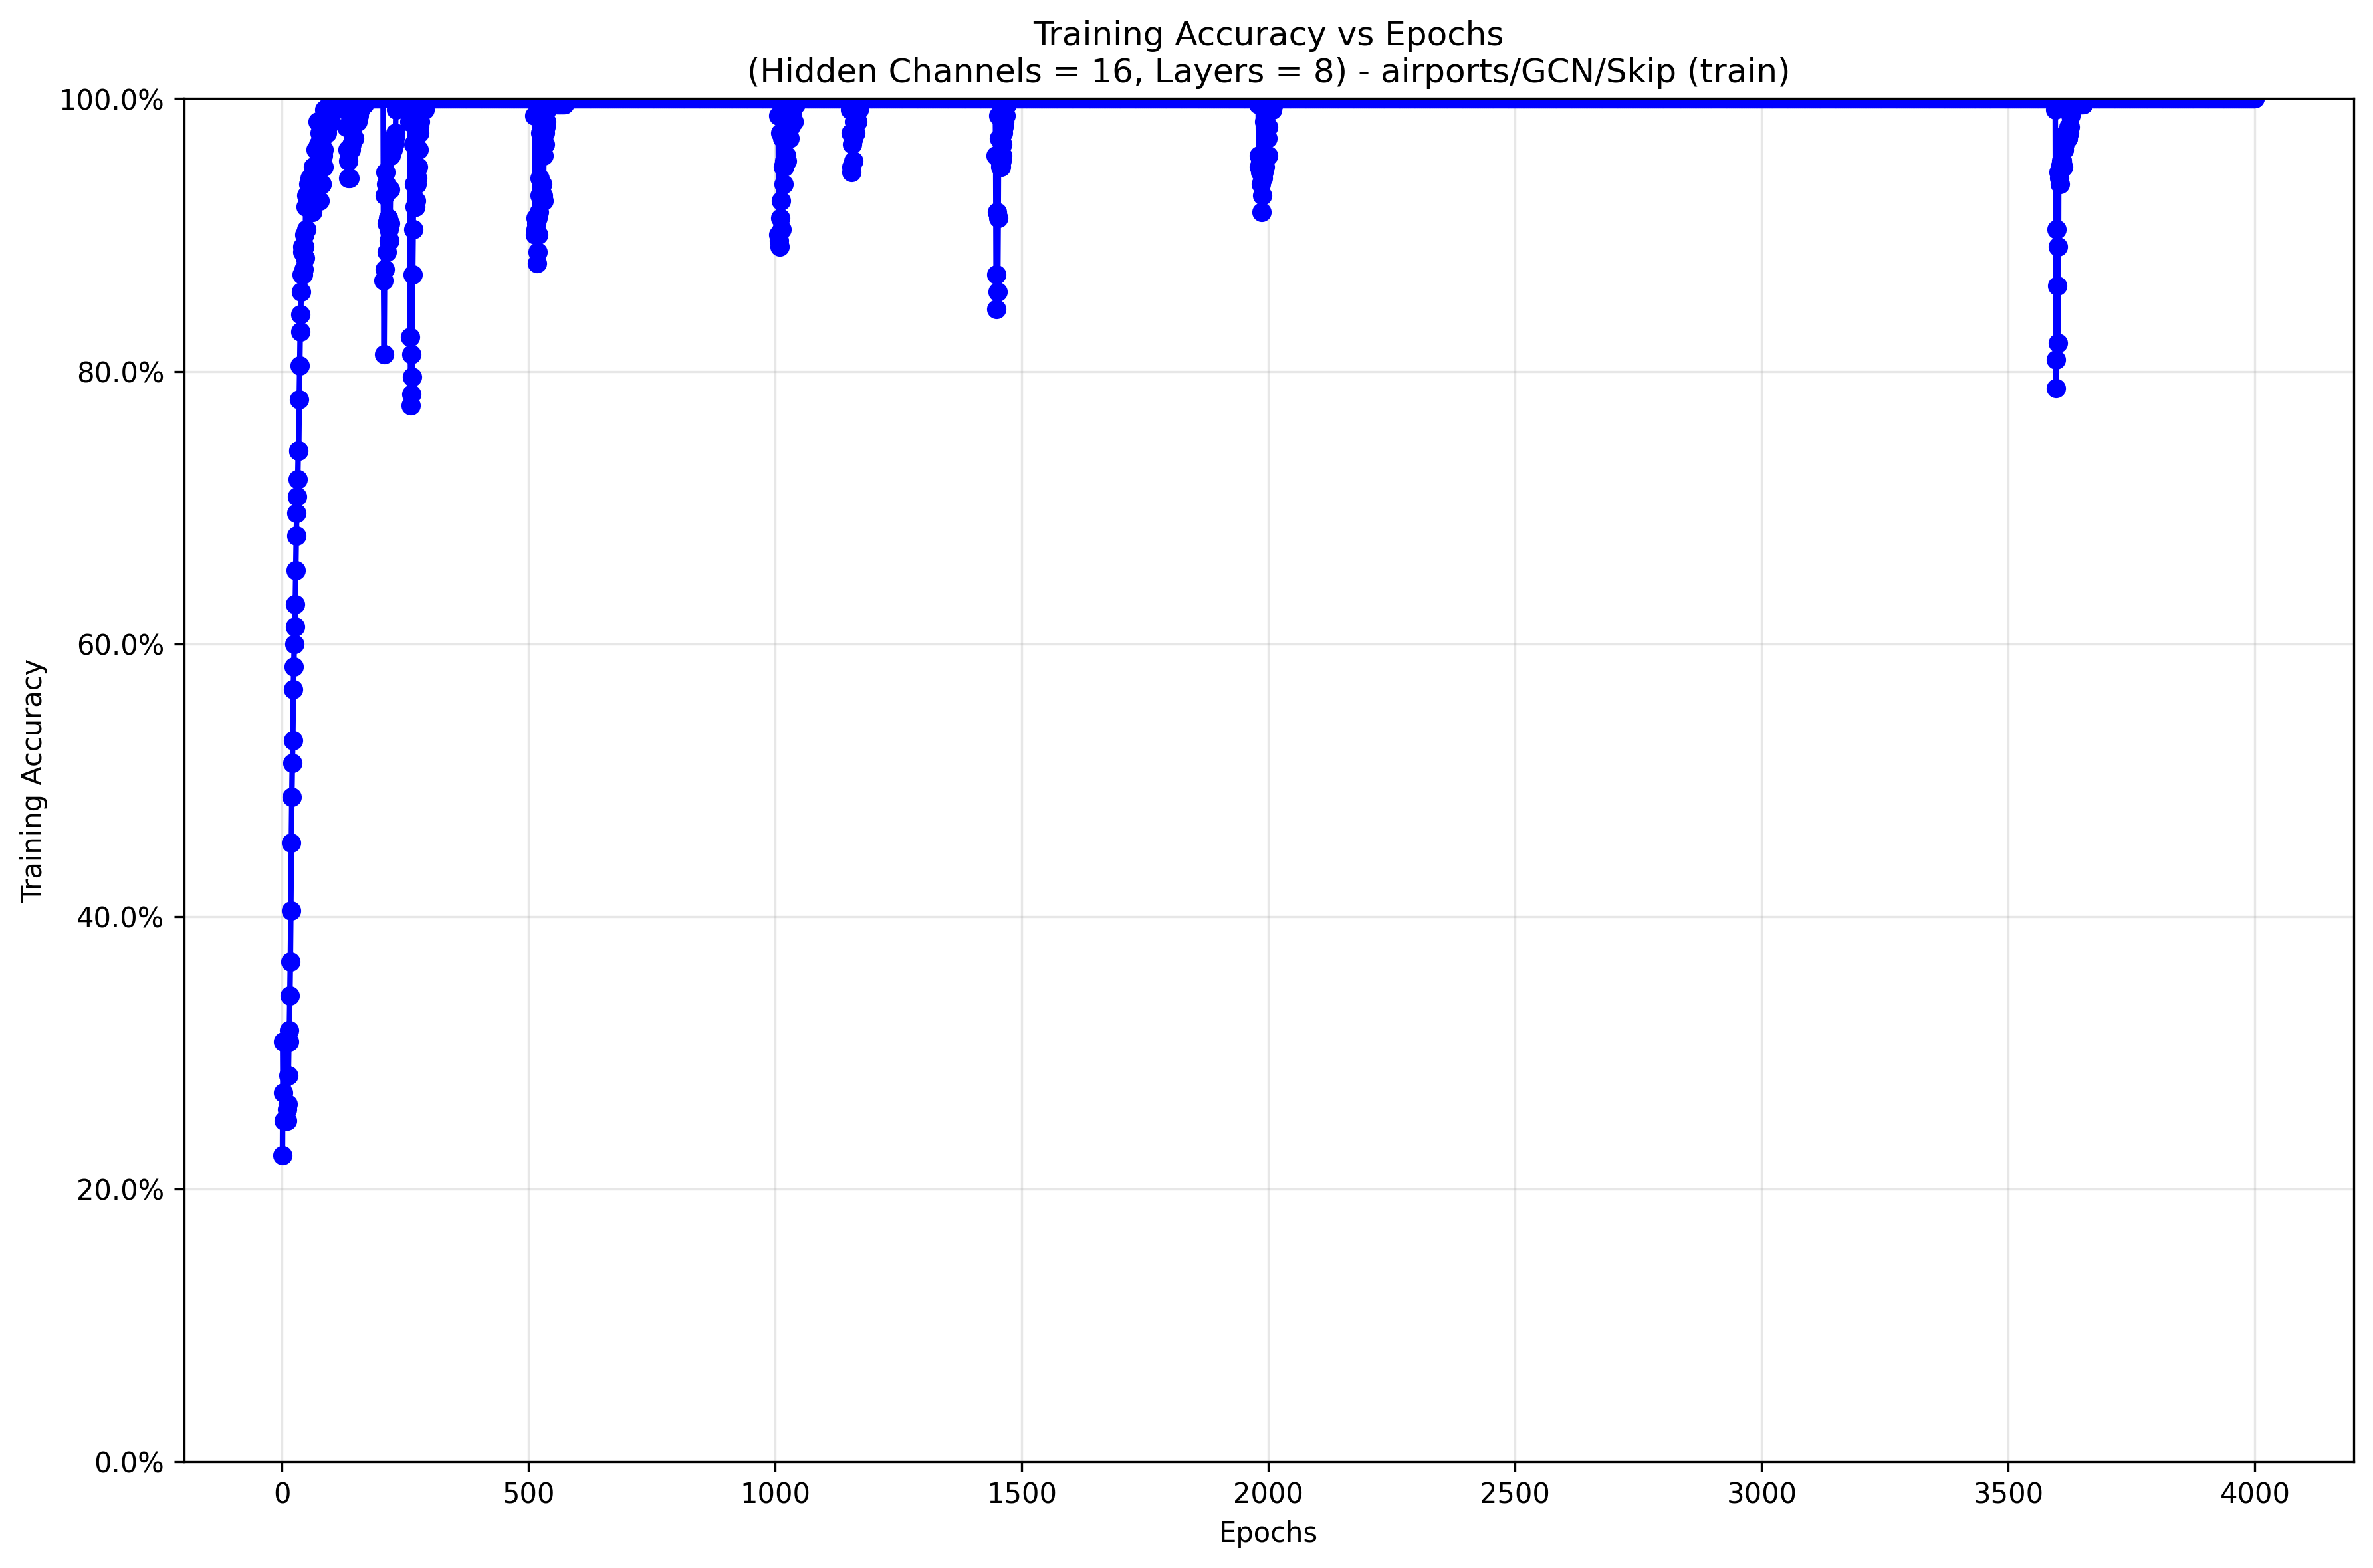 Training Accuracy vs Epochs
(Hidden Channels = 16, Layers = 8) - airports/GCN/Skip (train)
Training Accuracy
100.0%
80.0%
60.0%
40.0%
20.0%
0.0%
0 500 1000 1500 2000 2500 3000 3500 4000
Epochs